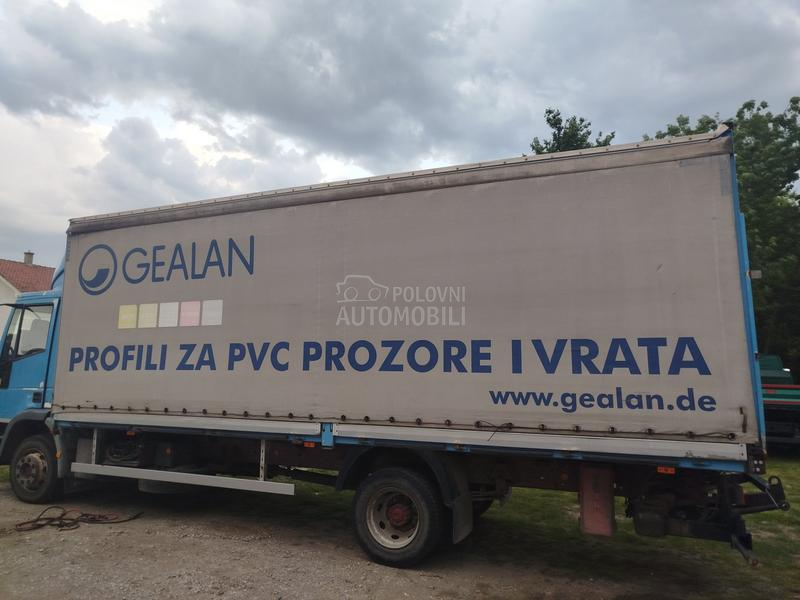 GEALAN
POLOVNI
AUTOMOBILI
PROFILI ZA PVC PROZORE I VRATA
www.gealan.de